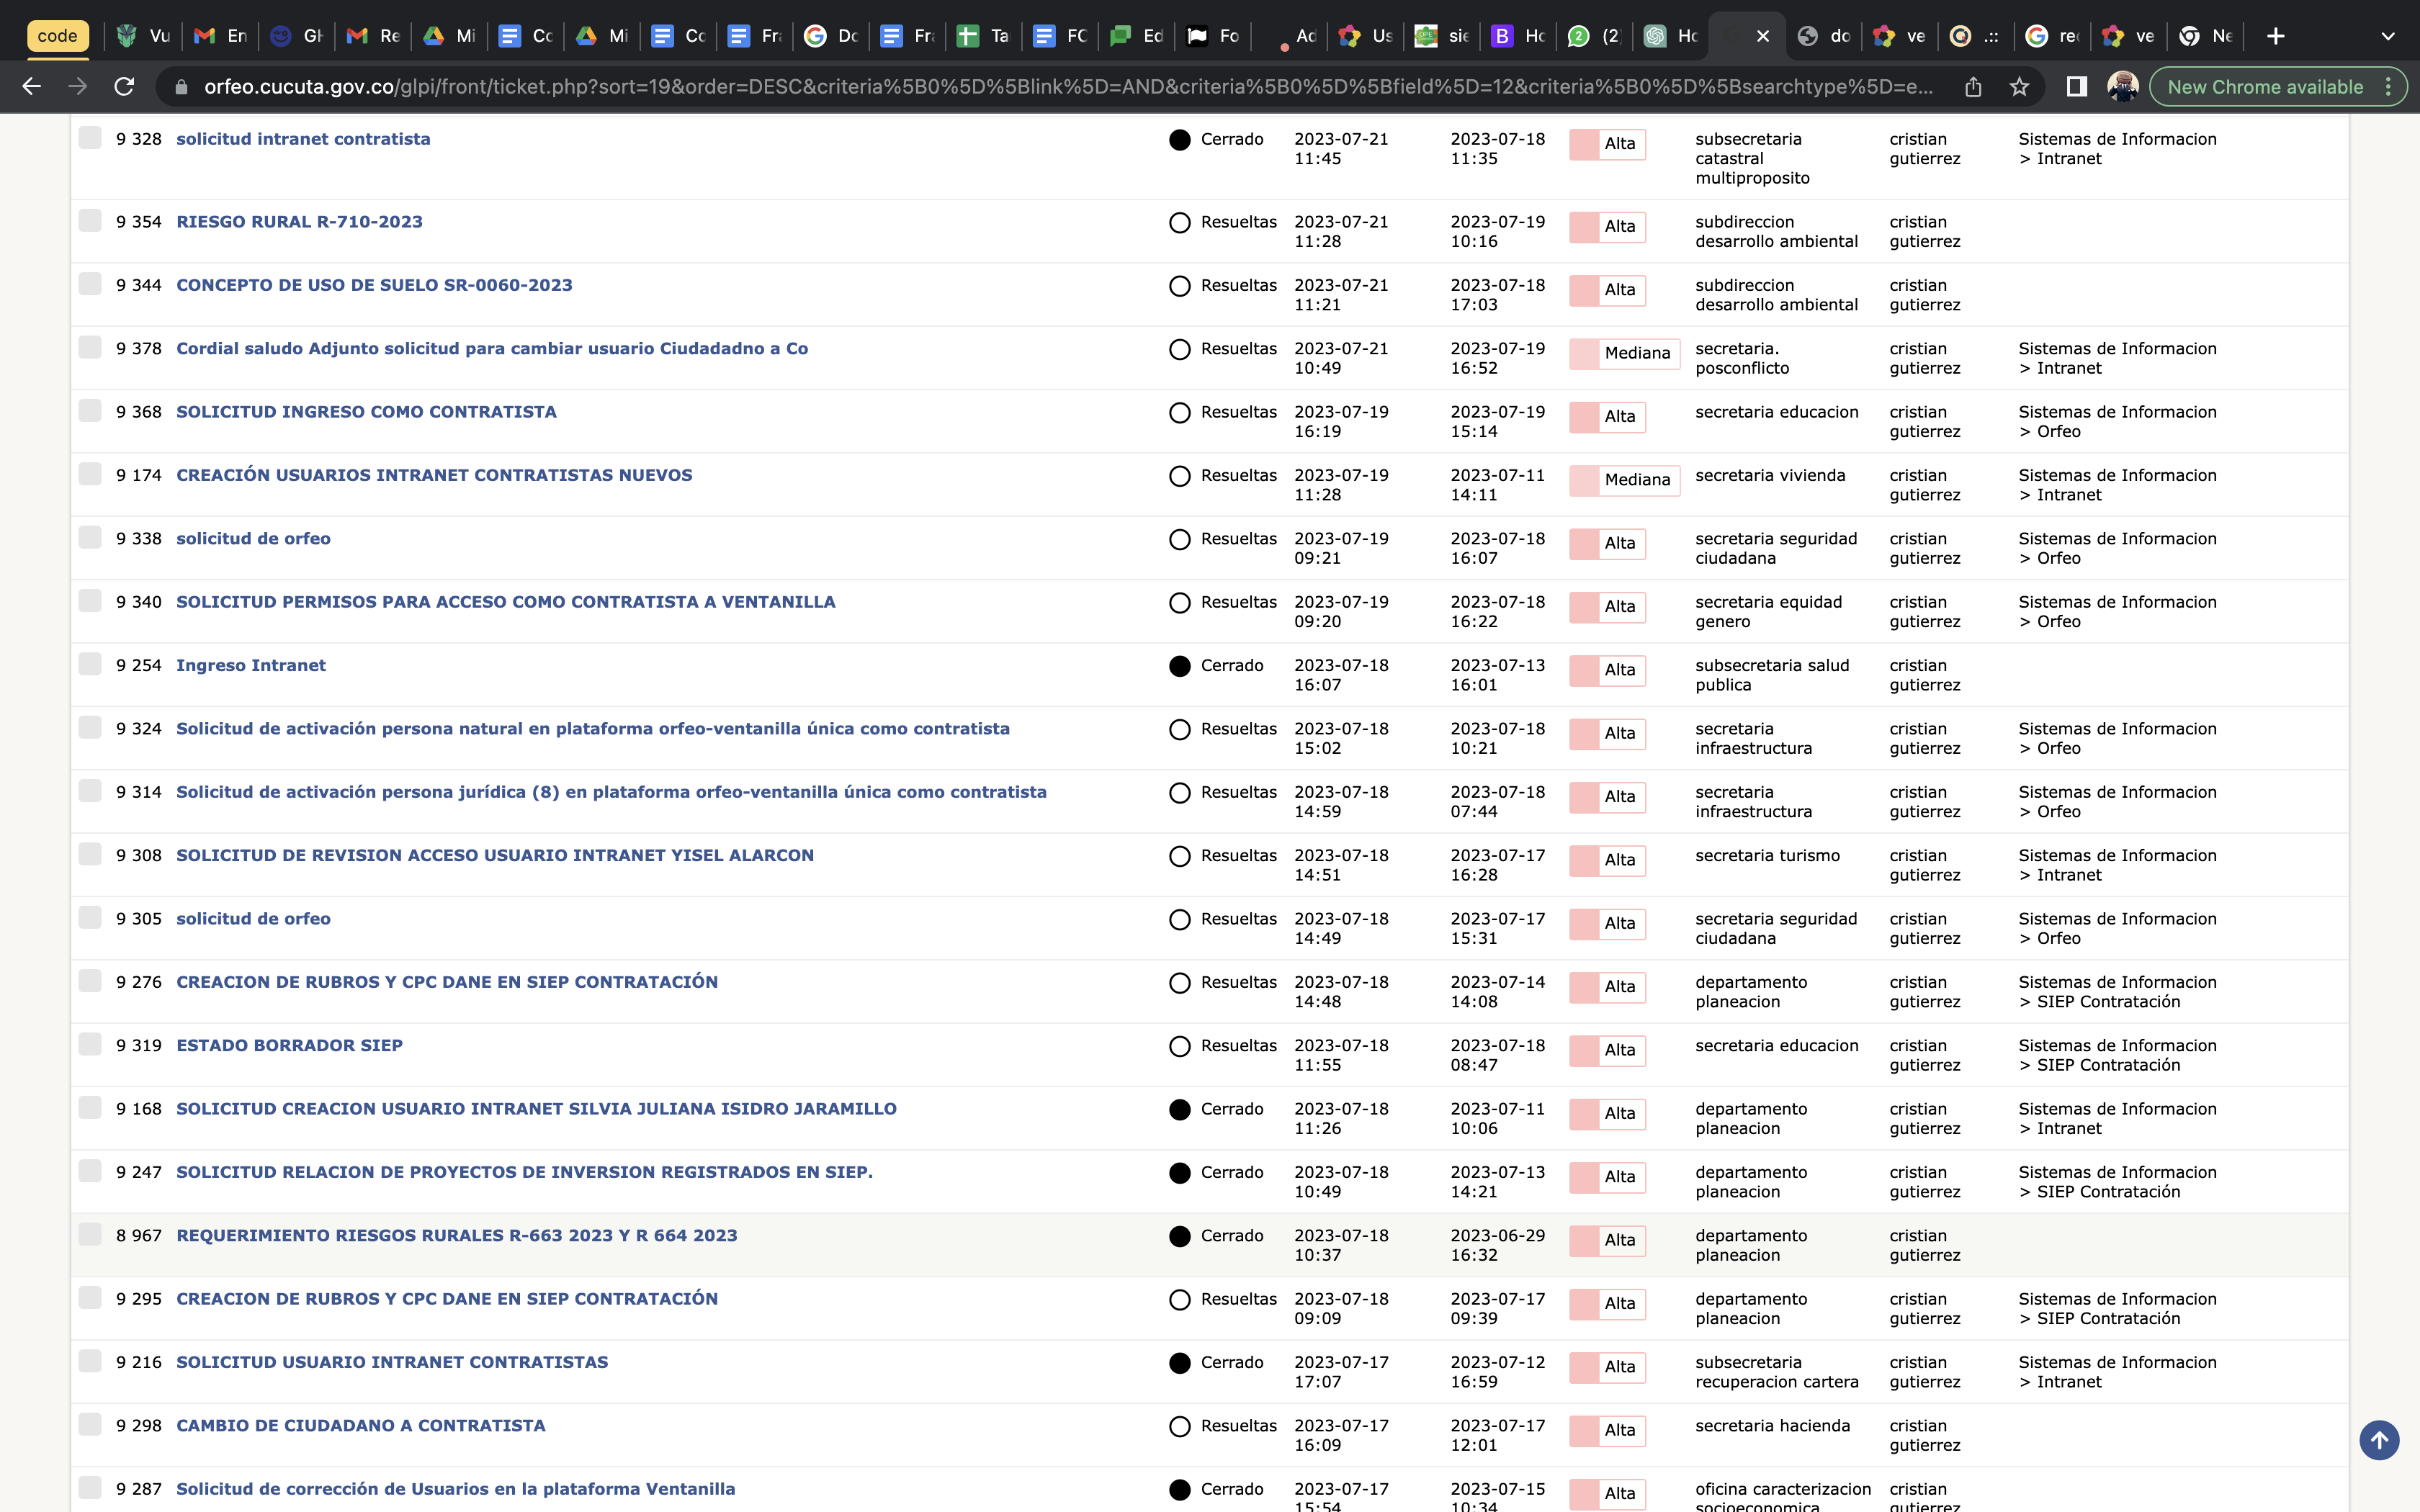 code
Vu
En
GH
Re
Mi
Co
Mi
Co
Fra
Do
Fra
Ta
FO
Ed
Fo
Ad
Us
sie
Ho
(2
Ho
do
ve
.::
re
ve
Ne
orfeo.cucuta.gov.co/glpi/front/ticket.php?sort=19&order=DESC&criteria%5B0%5D%5Blink%5D=AND&criteria%5B0%5D%5Bfield%5D=12&criteria%5B0%5D%5Bsearchtype%5D=e...
New Chrome available
9 328 solicitud intranet contratista Cerrado 2023-07-21 2023-07-18 Alta subsecretaria cristian Sistemas de Informacion
11:45 11:35 catastral gutierrez > Intranet
multiproposito
9 354 RIESGO RURAL R-710-2023 Resueltas 2023-07-21 2023-07-19 Alta subdireccion cristian
11:28 10:16 desarrollo ambiental gutierrez
9 344 CONCEPTO DE USO DE SUELO SR-0060-2023 Resueltas 2023-07-21 2023-07-18 Alta subdireccion cristian
11:21 17:03 desarrollo ambiental gutierrez
9 378 Cordial saludo Adjunto solicitud para cambiar usuario Ciudadadno a Co Resueltas 2023-07-21 2023-07-19 Mediana secretaria. cristian Sistemas de Informacion
10:49 16:52 posconflicto gutierrez > Intranet
9 368 SOLICITUD INGRESO COMO CONTRATISTA Resueltas 2023-07-19 2023-07-19 Alta secretaria educacion cristian Sistemas de Informacion
16:19 15:14 gutierrez > Orfeo
9 174 CREACIÓN USUARIOS INTRANET CONTRATISTAS NUEVOS Resueltas 2023-07-19 2023-07-11 Mediana secretaria vivienda cristian Sistemas de Informacion
11:28 14:11 gutierrez > Intranet
9 338 solicitud de orfeo Resueltas 2023-07-19 2023-07-18 Alta secretaria seguridad cristian Sistemas de Informacion
09:21 16:07 ciudadana gutierrez > Orfeo
9 340 SOLICITUD PERMISOS PARA ACCESO COMO CONTRATISTA A VENTANILLA Resueltas 2023-07-19 2023-07-18 Alta secretaria equidad cristian Sistemas de Informacion
09:20 16:22 genero gutierrez > Orfeo
9 254 Ingreso Intranet Cerrado 2023-07-18 2023-07-13 Alta subsecretaria salud cristian
16:07 16:01 publica gutierrez
9 324 Solicitud de activación persona natural en plataforma orfeo-ventanilla única como contratista Resueltas 2023-07-18 2023-07-18 Alta secretaria cristian Sistemas de Informacion
15:02 10:21 infraestructura gutierrez > Orfeo
9 314 Solicitud de activación persona jurídica (8) en plataforma orfeo-ventanilla única como contratista Resueltas 2023-07-18 2023-07-18 Alta secretaria cristian Sistemas de Informacion
14:59 07:44 infraestructura gutierrez > Orfeo
9 308 SOLICITUD DE REVISION ACCESO USUARIO INTRANET YISEL ALARCON Resueltas 2023-07-18 2023-07-17 Alta secretaria turismo cristian Sistemas de Informacion
14:51 16:28 gutierrez > Intranet
9 305 solicitud de orfeo Resueltas 2023-07-18 2023-07-17 Alta secretaria seguridad cristian Sistemas de Informacion
14:49 15:31 ciudadana gutierrez > Orfeo
9 276 CREACION DE RUBROS Y CPC DANE EN SIEP CONTRATACIÓN Resueltas 2023-07-18 2023-07-14 Alta departamento cristian Sistemas de Informacion
14:48 14:08 planeacion gutierrez > SIEP Contratación
9 319 ESTADO BORRADOR SIEP Resueltas 2023-07-18 2023-07-18 Alta secretaria educacion cristian Sistemas de Informacion
11:55 08:47 gutierrez > SIEP Contratación
9 168 SOLICITUD CREACION USUARIO INTRANET SILVIA JULIANA ISIDRO JARAMILLO Cerrado 2023-07-18 2023-07-11 Alta departamento cristian Sistemas de Informacion
11:26 10:06 planeacion gutierrez > Intranet
9 247 SOLICITUD RELACION DE PROYECTOS DE INVERSION REGISTRADOS EN SIEP. Cerrado 2023-07-18 2023-07-13 Alta departamento cristian Sistemas de Informacion
10:49 14:21 planeacion gutierrez > SIEP Contratación
8 967 REQUERIMIENTO RIESGOS RURALES R-663 2023 Y R 664 2023 Cerrado 2023-07-18 2023-06-29 Alta departamento cristian
10:37 16:32 planeacion gutierrez
9 295 CREACION DE RUBROS Y CPC DANE EN SIEP CONTRATACIÓN Resueltas 2023-07-18 2023-07-17 Alta departamento cristian Sistemas de Informacion
09:09 09:39 planeacion gutierrez > SIEP Contratación
9 216 SOLICITUD USUARIO INTRANET CONTRATISTAS Cerrado 2023-07-17 2023-07-12 Alta subsecretaria cristian Sistemas de Informacion
17:07 16:59 recuperacion cartera gutierrez > Intranet
9 298 CAMBIO DE CIUDADANO A CONTRATISTA Resueltas 2023-07-17 2023-07-17 Alta secretaria hacienda cristian
16:09 12:01 gutierrez
9 287 Solicitud de corrección de Usuarios en la plataforma Ventanilla Cerrado 2023-07-17 2023-07-15 Alta oficina caracterizacion cristian
15:54 10:34 socioeconomica gutierrez